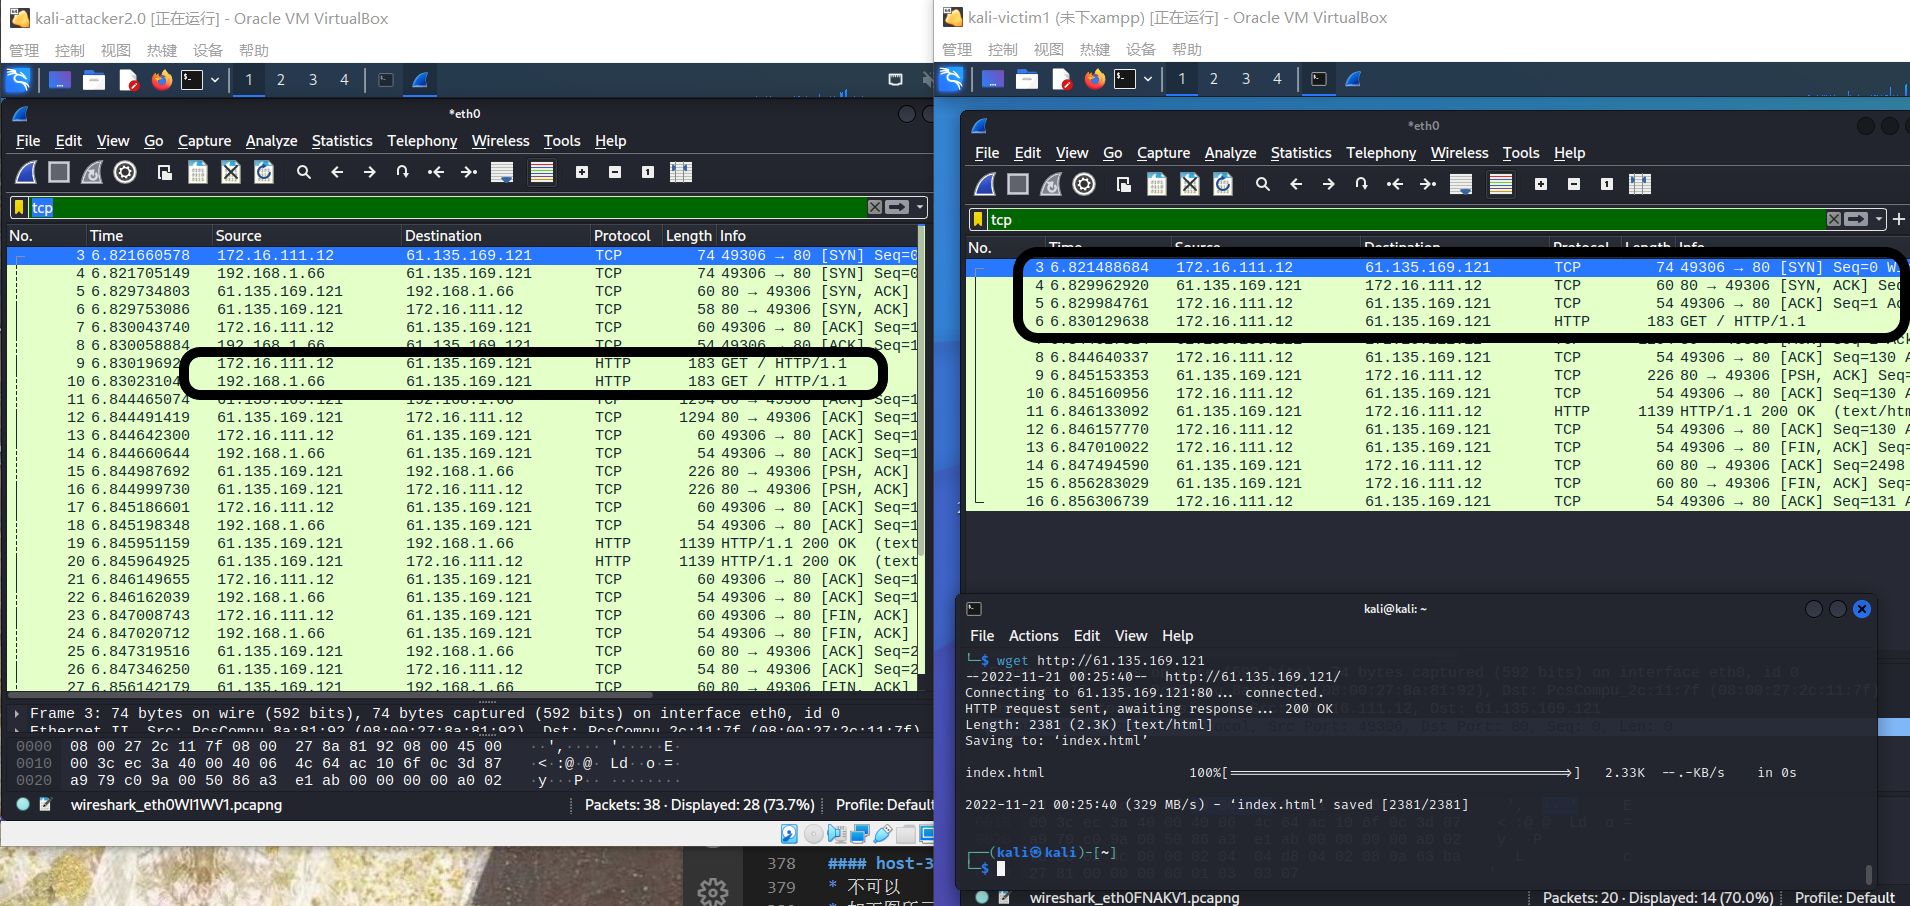 kali-attacker2.0 [正在运行] - Oracle VM VirtualBox
管理 控制 视图 热键 设备 帮助
1 2 3 4
*eth0
File Edit View Go Capture Analyze Statistics Telephony Wireless Tools Help
tcp
No. Time Source Destination Protocol Length Info
3 6.821660578 172.16.111.12 61.135.169.121 TCP 74 49306 → 80 [SYN] Seq=0
4 6.821705149 192.168.1.66 61.135.169.121 TCP 74 49306 → 80 [SYN] Seq=0
5 6.829734803 61.135.169.121 192.168.1.66 TCP 60 80 → 49306 [SYN, ACK]
6 6.829753086 61.135.169.121 172.16.111.12 TCP 58 80 → 49306 [SYN, ACK]
7 6.830043740 172.16.111.12 61.135.169.121 TCP 60 49306 → 80 [ACK] Seq=1
8 6.830058884 192.168.1.66 61.135.169.121 TCP 54 49306 → 80 [ACK] Seq=1
9 6.83019692 172.16.111.12 61.135.169.121 HTTP 183 GET / HTTP/1.1
10 6.83023104 192.168.1.66 61.135.169.121 HTTP 183 GET / HTTP/1.1
11 6.844465074 61.135.169.121 192.168.1.66 TCP 1294 80 → 49306 [ACK] Seq=1
12 6.844491419 61.135.169.121 172.16.111.12 TCP 1294 80 → 49306 [ACK] Seq=1
13 6.844642300 172.16.111.12 61.135.169.121 TCP 60 49306 → 80 [ACK] Seq=1
14 6.844660644 192.168.1.66 61.135.169.121 TCP 54 49306 → 80 [ACK] Seq=1
15 6.844987692 61.135.169.121 192.168.1.66 TCP 226 80 → 49306 [PSH, ACK]
16 6.844999730 61.135.169.121 172.16.111.12 TCP 226 80 → 49306 [PSH, ACK]
17 6.845186601 172.16.111.12 61.135.169.121 TCP 60 49306 → 80 [ACK] Seq=1
18 6.845198348 192.168.1.66 61.135.169.121 TCP 54 49306 → 80 [ACK] Seq=1
19 6.845951159 61.135.169.121 192.168.1.66 HTTP 1139 HTTP/1.1 200 OK (text
20 6.845964925 61.135.169.121 172.16.111.12 HTTP 1139 HTTP/1.1 200 OK (text
21 6.846149655 172.16.111.12 61.135.169.121 TCP 60 49306 → 80 [ACK] Seq=1
22 6.846162039 192.168.1.66 61.135.169.121 TCP 54 49306 → 80 [ACK] Seq=1
23 6.847008743 172.16.111.12 61.135.169.121 TCP 60 49306 → 80 [FIN, ACK]
24 6.847020712 192.168.1.66 61.135.169.121 TCP 54 49306 → 80 [FIN, ACK]
25 6.847319516 61.135.169.121 192.168.1.66 TCP 60 80 → 49306 [ACK] Seq=2
26 6.847346250 61.135.169.121 172.16.111.12 TCP 54 80 → 49306 [ACK] Seq=2
27 6.856142179 61.135.169.121 192.168.1.66 TCP 60 80 → 49306 [FIN, ACK]
Frame 3: 74 bytes on wire (592 bits), 74 bytes captured (592 bits) on interface eth0, id 0
Ethernet II, Src: PcsCompu_8a:81:92 (08:00:27:8a:81:92), Dst: PcsCompu_2c:11:7f (08:00:27:2c:11:7f)
0000 08 00 27 2c 11 7f 08 00 27 8a 81 92 08 00 45 00 ··',···· '·····E·
0010 00 3c ec 3a 40 00 40 06 4c 64 ac 10 6f 0c 3d 87 ·<·:@·@· Ld··o·=·
0020 a9 79 c0 9a 00 50 86 a3 e1 ab 00 00 00 00 a0 02 ·y···P·· ········
wireshark_eth0WI1WV1.pcapng Packets: 38 · Displayed: 28 (73.7%) Profile: Default
378 #### host-3
379 * 不可以
kali-victim1 (未下xampp) [正在运行] - Oracle VM VirtualBox
管理 控制 视图 热键 设备 帮助
1 2 3 4
*eth0
File Edit View Go Capture Analyze Statistics Telephony Wireless Tools Help
tcp
No. Time Source Destination Protocol Length Info
3 6.821488684 172.16.111.12 61.135.169.121 TCP 74 49306 → 80 [SYN] Seq=0 W
4 6.829962920 61.135.169.121 172.16.111.12 TCP 60 80 → 49306 [SYN, ACK] Se
5 6.829984761 172.16.111.12 61.135.169.121 TCP 54 49306 → 80 [ACK] Seq=1 Ac
6 6.830129638 172.16.111.12 61.135.169.121 HTTP 183 GET / HTTP/1.1
8 6.844640337 172.16.111.12 61.135.169.121 TCP 54 49306 → 80 [ACK] Seq=130 A
9 6.845153353 61.135.169.121 172.16.111.12 TCP 226 80 → 49306 [PSH, ACK] Seq=
10 6.845160956 172.16.111.12 61.135.169.121 TCP 54 49306 → 80 [ACK] Seq=130 A
11 6.846133092 61.135.169.121 172.16.111.12 HTTP 1139 HTTP/1.1 200 OK (text/htm
12 6.846157770 172.16.111.12 61.135.169.121 TCP 54 49306 → 80 [ACK] Seq=130 A
13 6.847010022 172.16.111.12 61.135.169.121 TCP 54 49306 → 80 [FIN, ACK] Seq=
14 6.847494590 61.135.169.121 172.16.111.12 TCP 60 80 → 49306 [ACK] Seq=2498
15 6.856283029 61.135.169.121 172.16.111.12 TCP 60 80 → 49306 [FIN, ACK] Seq=
16 6.856306739 172.16.111.12 61.135.169.121 TCP 54 49306 → 80 [ACK] Seq=131 A
kali@kali: ~
File Actions Edit View Help
└─$ wget http://61.135.169.121
--2022-11-21 00:25:40-- http://61.135.169.121/
Connecting to 61.135.169.121:80... connected.
HTTP request sent, awaiting response... 200 OK
Length: 2381 (2.3K) [text/html]
Saving to: ‘index.html’
index.html 100%[===================>] 2.33K --.-KB/s in 0s
2022-11-21 00:25:40 (329 MB/s) - ‘index.html’ saved [2381/2381]
┌──(kali㉿kali)-[~]
└─$
wireshark_eth0FNAKV1.pcapng Packets: 20 · Displayed: 14 (70.0%) Profile: Default